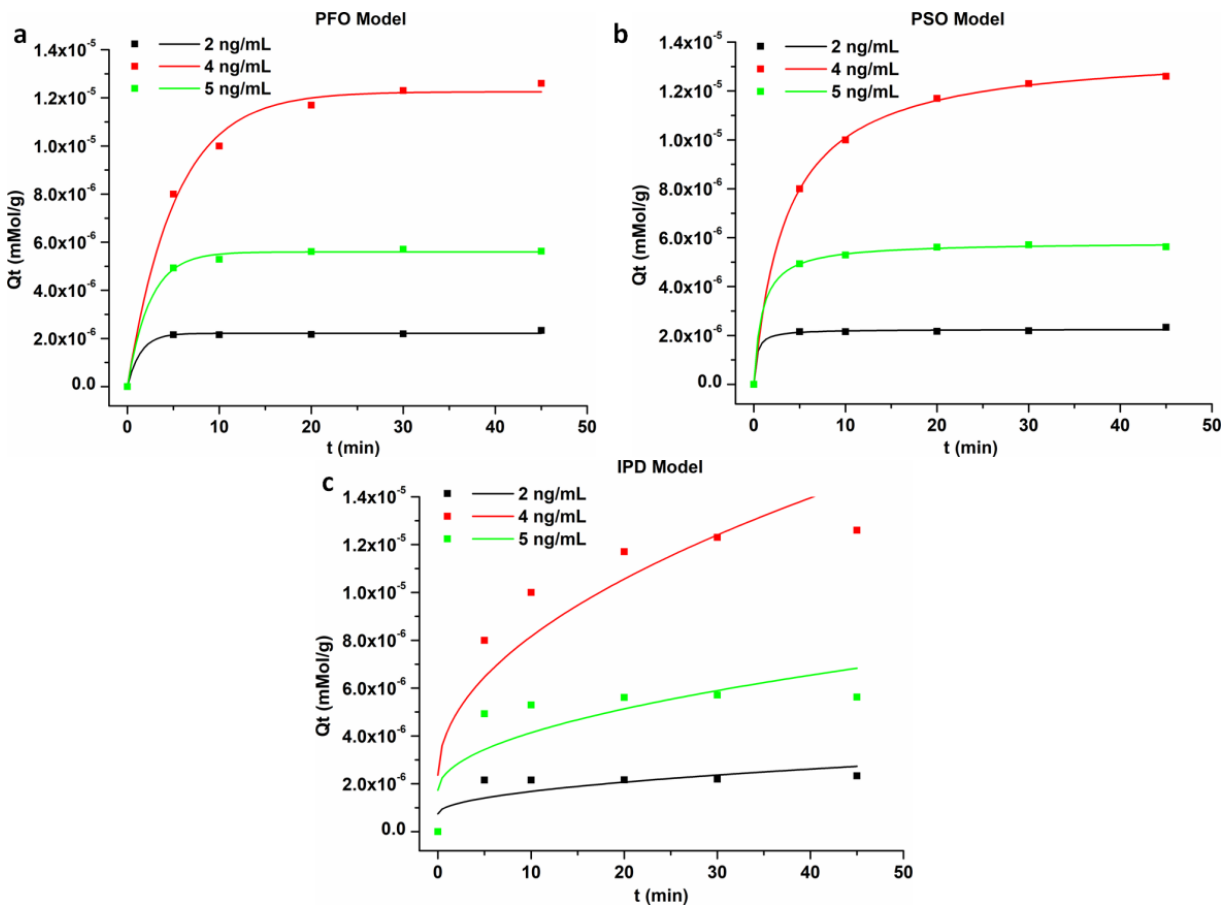 a
PFO Model
1.4x10⁻⁵
1.2x10⁻⁵
1.0x10⁻⁵
8.0x10⁻⁶
6.0x10⁻⁶
4.0x10⁻⁶
2.0x10⁻⁶
0.0
Qt (mMol/g)
2 ng/mL
4 ng/mL
5 ng/mL
0 10 20 30 40 50
t (min)
b
PSO Model
1.4x10⁻⁵
1.2x10⁻⁵
1.0x10⁻⁵
8.0x10⁻⁶
6.0x10⁻⁶
4.0x10⁻⁶
2.0x10⁻⁶
0.0
Qt (mMol/g)
2 ng/mL
4 ng/mL
5 ng/mL
0 10 20 30 40 50
t (min)
c
IPD Model
1.4x10⁻⁵
1.2x10⁻⁵
1.0x10⁻⁵
8.0x10⁻⁶
6.0x10⁻⁶
4.0x10⁻⁶
2.0x10⁻⁶
0.0
Qt (mMol/g)
2 ng/mL
4 ng/mL
5 ng/mL
0 10 20 30 40 50
t (min)